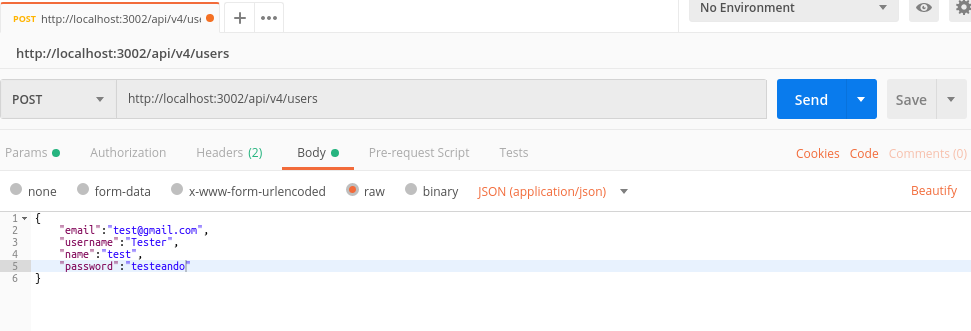 POST http://localhost:3002/api/v4/use
No Environment
http://localhost:3002/api/v4/users
POST http://localhost:3002/api/v4/users Send Save
Params Authorization Headers (2) Body Pre-request Script Tests Cookies Code Comments (0)
none form-data x-www-form-urlencoded raw binary JSON (application/json) Beautify
1 {
2 "email":"test@gmail.com",
3 "username":"Tester",
4 "name":"test",
5 "password":"testeando"
6 }